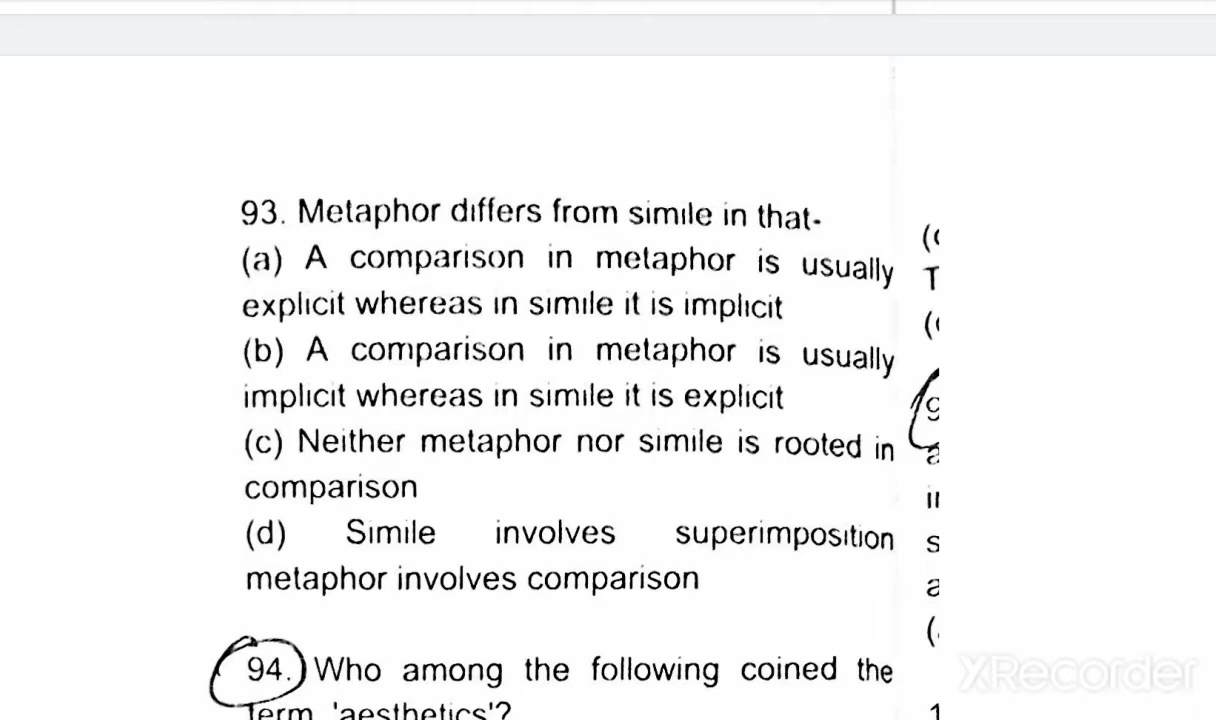 93. Metaphor differs from simile in that-
(a) A comparison in metaphor is usually
explicit whereas in simile it is implicit
(b) A comparison in metaphor is usually
implicit whereas in simile it is explicit
(c) Neither metaphor nor simile is rooted in
comparison
(d) Simile involves superimposition
metaphor involves comparison
94. Who among the following coined the
Term 'aesthetics'?
XRecorder